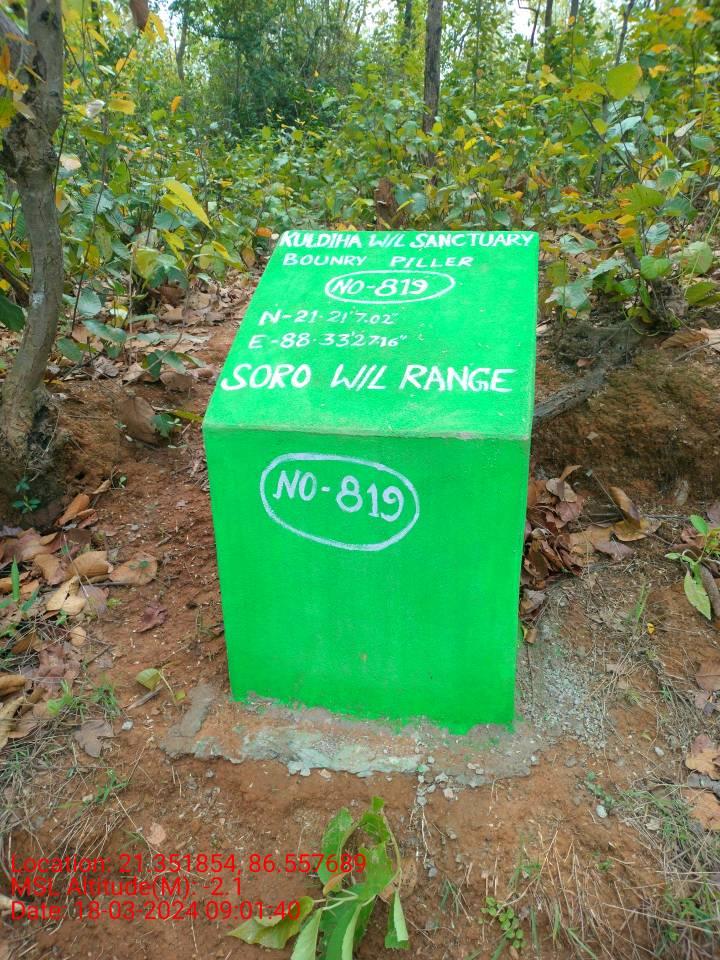 KULDIHA W/L SANCTUARY
BOUNRY PILLER
NO-819
N-21-21'7.02"
E-88-33'27.16"
SORO W/L RANGE
NO-819
Location: 21.351854, 86.557689
MSL Altitude(M): -2.1
Date: 18-03-2024 09:01:40